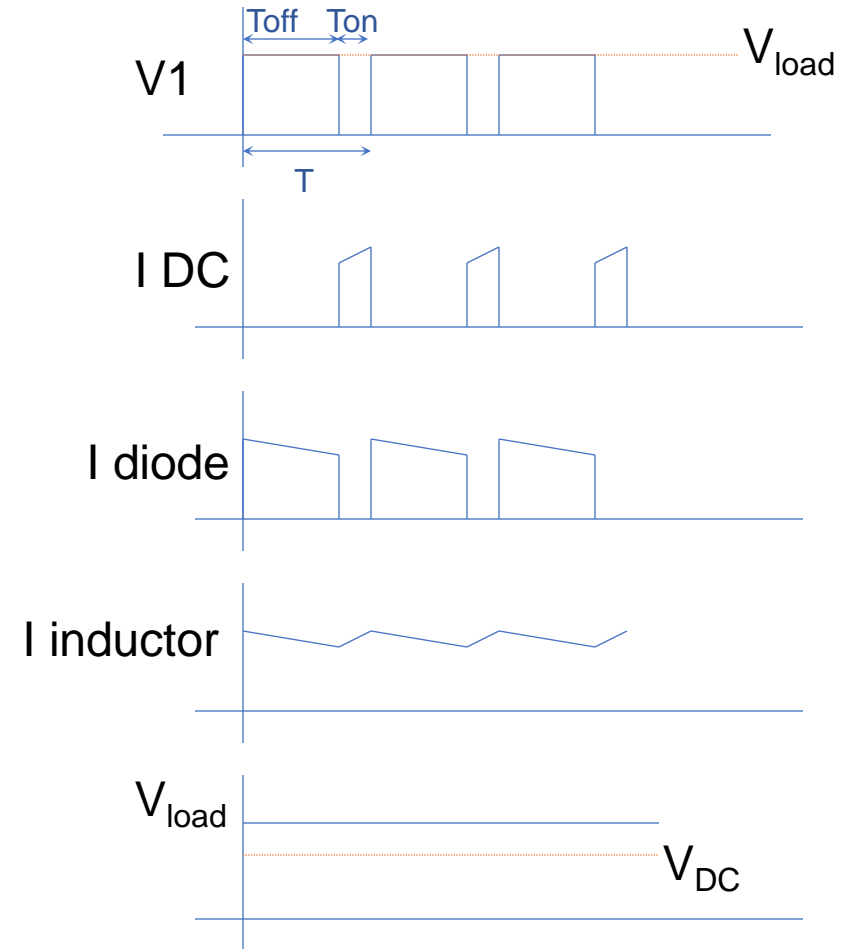 Toff Ton
Vload
V1
T
I DC
I diode
I inductor
Vload
VDC